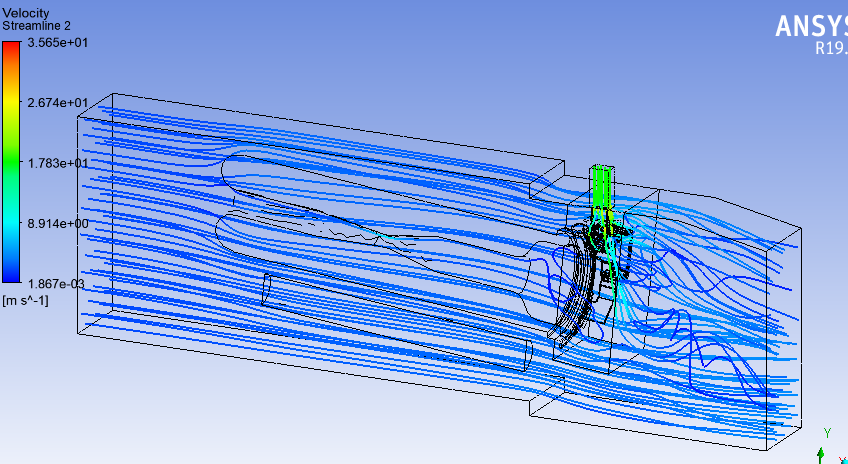 Velocity
Streamline 2
3.565e+01
2.674e+01
1.783e+01
8.914e+00
1.867e-03
[m s^-1]
ANSYS
R19.
Y